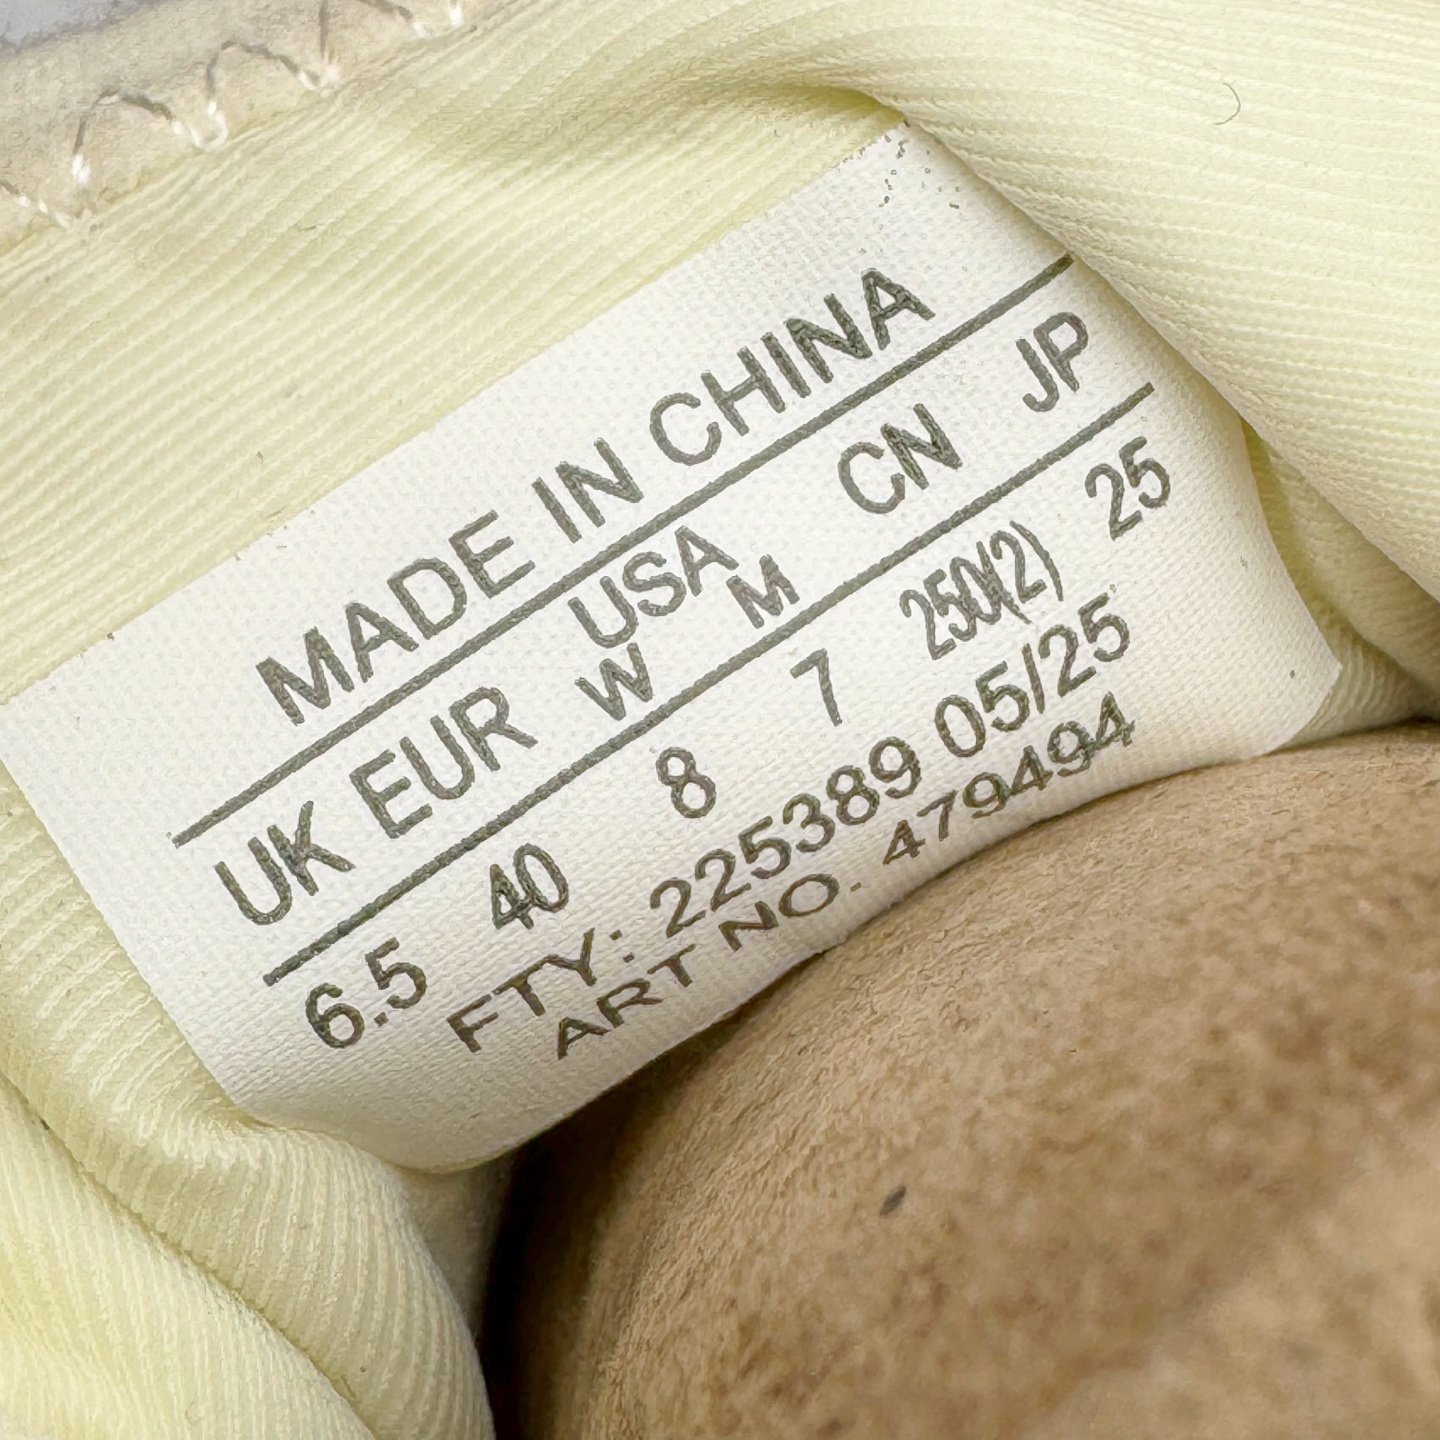 MADE IN CHINA
UK EUR USA CN JP
W M
6.5 40 8 7 250(2) 25
FTY: 225389 05/25
ART NO. 479494